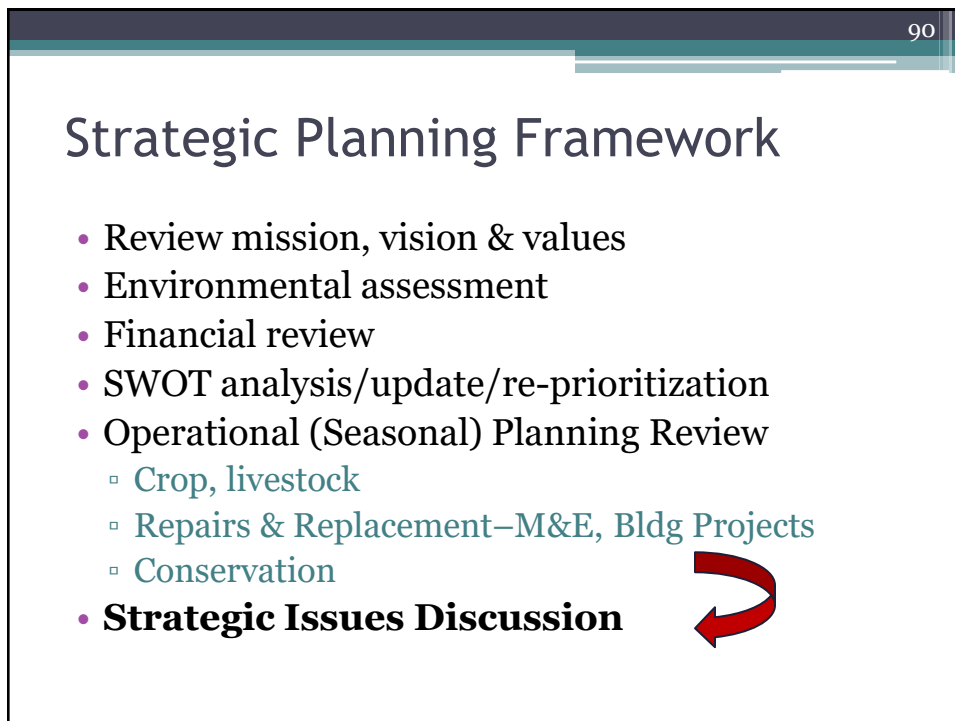 90
Strategic Planning Framework
• Review mission, vision & values
• Environmental assessment
• Financial review
• SWOT analysis/update/re-prioritization
• Operational (Seasonal) Planning Review
▫ Crop, livestock
▫ Repairs & Replacement–M&E, Bldg Projects
▫ Conservation
• Strategic Issues Discussion